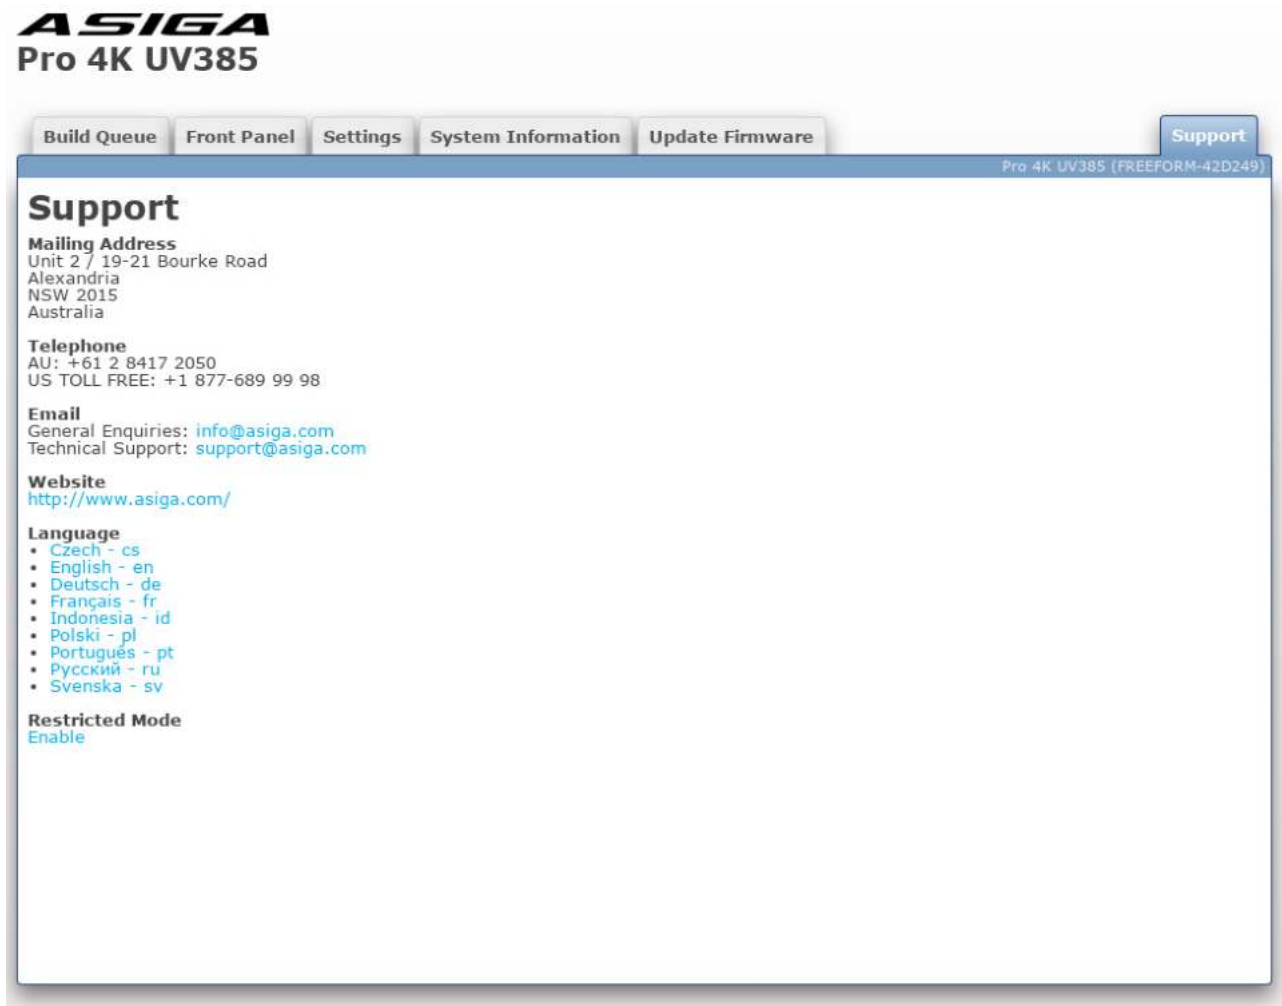 ASIGA
Pro 4K UV385
Build Queue Front Panel Settings System Information Update Firmware Support
Pro 4K UV385 (FREEFORM-42D249)
Support
Mailing Address
Unit 2 / 19-21 Bourke Road
Alexandria
NSW 2015
Australia
Telephone
AU: +61 2 8417 2050
US TOLL FREE: +1 877-689 99 98
Email
General Enquiries: info@asiga.com
Technical Support: support@asiga.com
Website
http://www.asiga.com/
Language
• Czech - cs
• English - en
• Deutsch - de
• Français - fr
• Indonesia - id
• Polski - pl
• Português - pt
• Русский - ru
• Svenska - sv
Restricted Mode
Enable